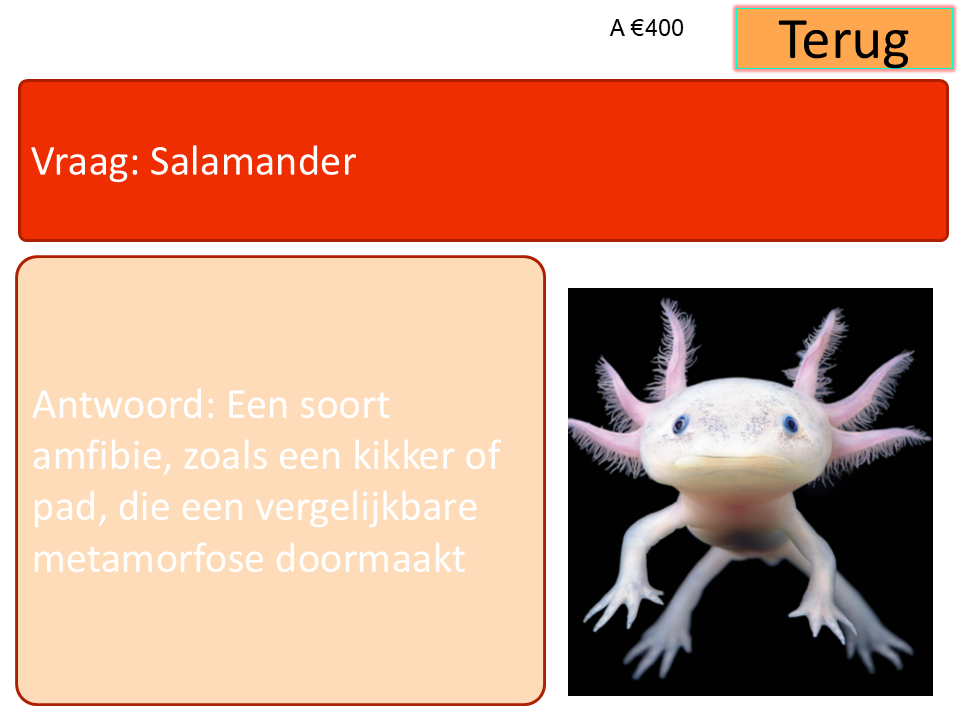 A €400
Terug
Vraag: Salamander
Antwoord: Een soort
amfibie, zoals een kikker of
pad, die een vergelijkbare
metamorfose doormaakt